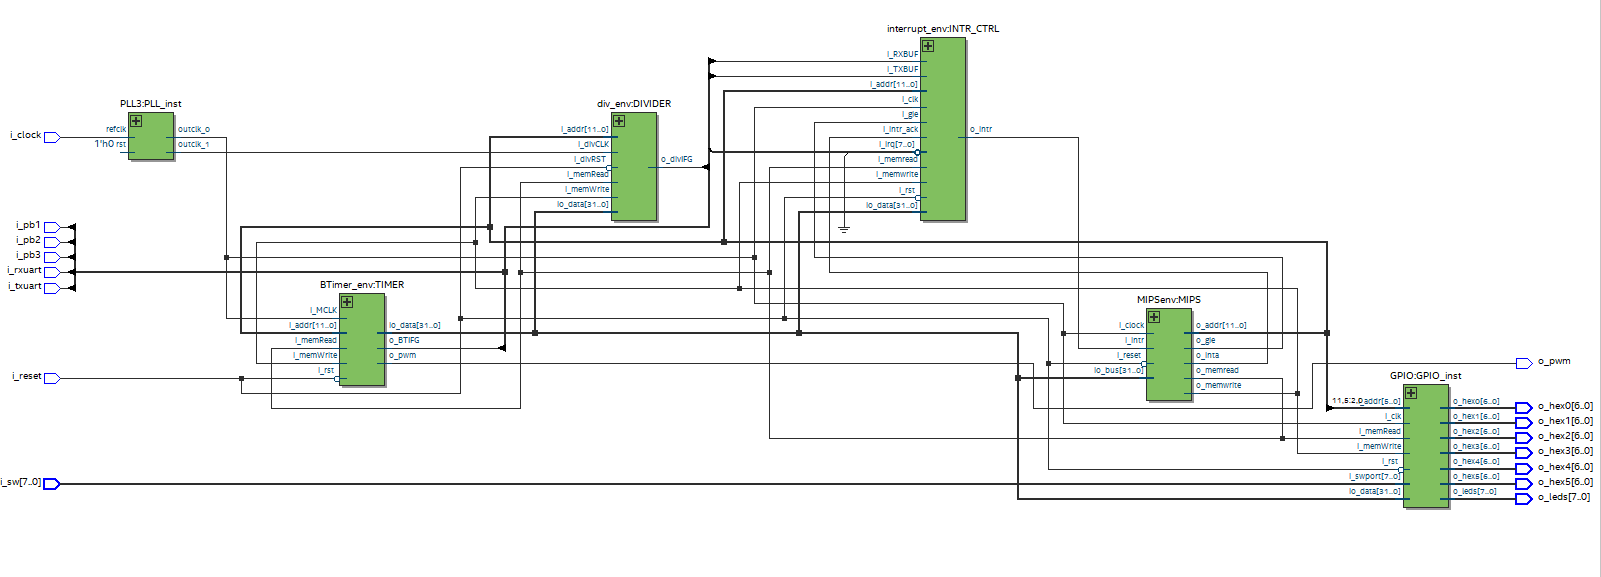 interrupt_env:INTR_CTRL
i_RXBUF
i_TXBUF
i_addr[11..0]
i_clk
i_gie
i_intr_ack
i_irq[7..0]
i_memread
i_memwrite
i_rst
io_data[31..0]
o_intr
PLL3:PLL_inst
refclk
1'h0 rst
outclk_0
outclk_1
i_clock
div_env:DIVIDER
i_addr[11..0]
i_divCLK
i_divRST
i_memRead
i_memWrite
io_data[31..0]
o_divIFG
i_pb1
i_pb2
i_pb3
i_rxuart
i_txuart
BTimer_env:TIMER
i_MCLK
i_addr[11..0]
i_memRead
i_memWrite
i_rst
io_data[31..0]
o_BTIFG
o_pwm
i_reset
MIPSenv:MIPS
i_clock
i_intr
i_reset
io_bus[31..0]
o_addr[11..0]
o_gie
o_inta
o_memread
o_memwrite
o_pwm
GPIO:GPIO_inst
i_clk
i_memRead
i_memWrite
i_rst
i_swport[7..0]
io_data[31..0]
o_hex0[6..0]
o_hex1[6..0]
o_hex2[6..0]
o_hex3[6..0]
o_hex4[6..0]
o_hex5[6..0]
o_leds[7..0]
o_hex0[6..0]
o_hex1[6..0]
o_hex2[6..0]
o_hex3[6..0]
o_hex4[6..0]
o_hex5[6..0]
o_leds[7..0]
i_sw[7..0]